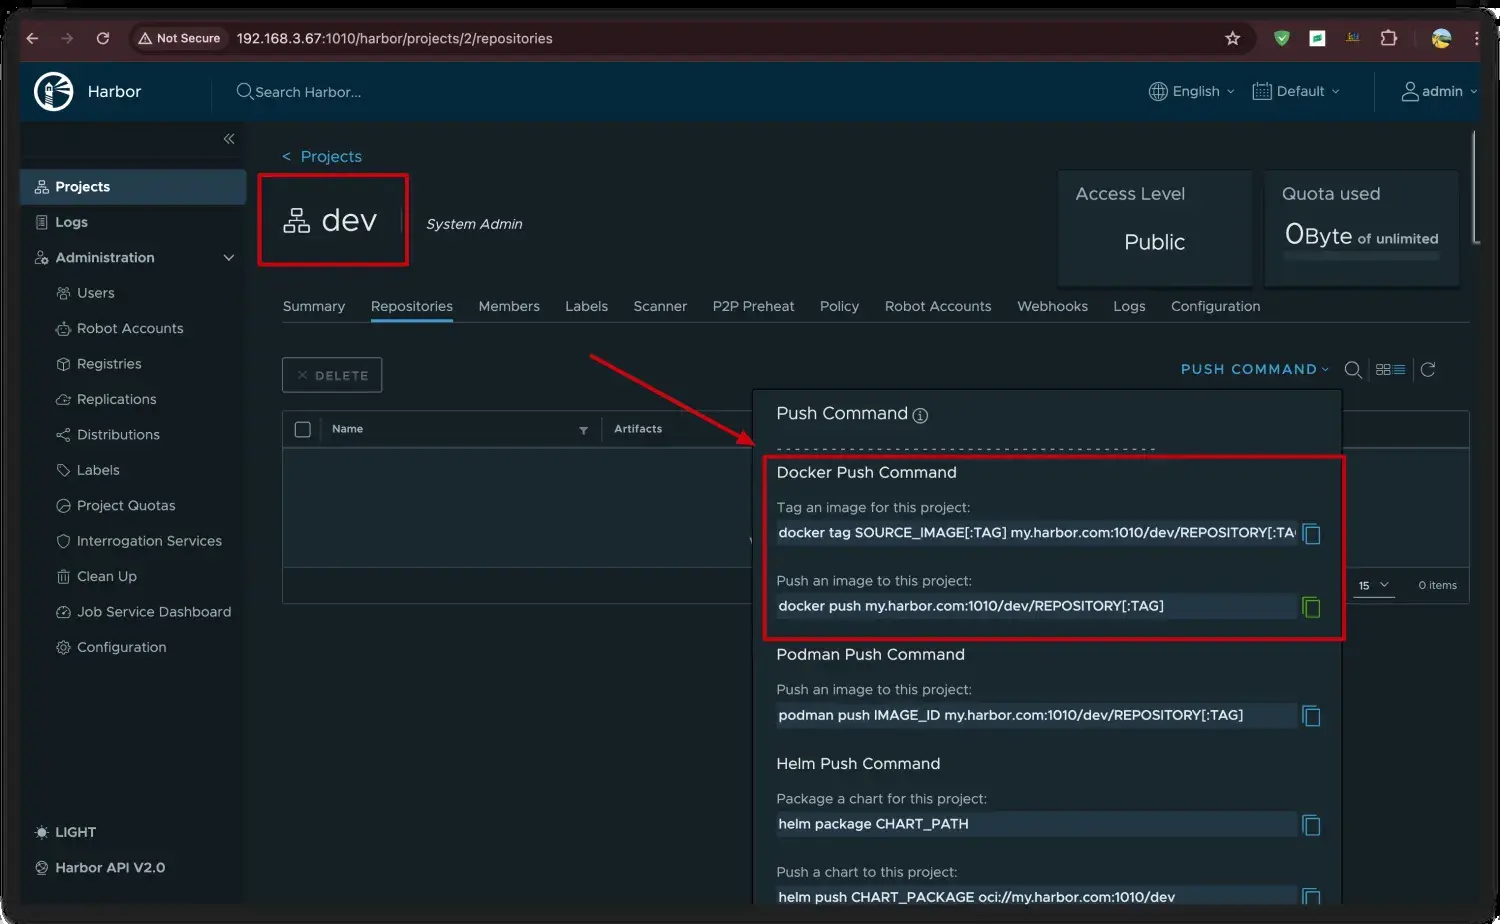 Not Secure 192.168.3.67:1010/harbor/projects/2/repositories
Harbor
Search Harbor...
English
Default
admin
Projects
Logs
Administration
Users
Robot Accounts
Registries
Replications
Distributions
Labels
Project Quotas
Interrogation Services
Clean Up
Job Service Dashboard
Configuration
LIGHT
Harbor API V2.0
< Projects
dev
System Admin
Access Level
Public
Quota used
0Byte of unlimited
Summary Repositories Members Labels Scanner P2P Preheat Policy Robot Accounts Webhooks Logs Configuration
DELETE
PUSH COMMAND
Name
Artifacts
Push Command
Docker Push Command
Tag an image for this project:
docker tag SOURCE_IMAGE[:TAG] my.harbor.com:1010/dev/REPOSITORY[:TA
Push an image to this project:
docker push my.harbor.com:1010/dev/REPOSITORY[:TAG]
Podman Push Command
Push an image to this project:
podman push IMAGE_ID my.harbor.com:1010/dev/REPOSITORY[:TAG]
Helm Push Command
Package a chart for this project:
helm package CHART_PATH
Push a chart to this project:
helm push CHART_PACKAGE oci://my.harbor.com:1010/dev
15
0 items